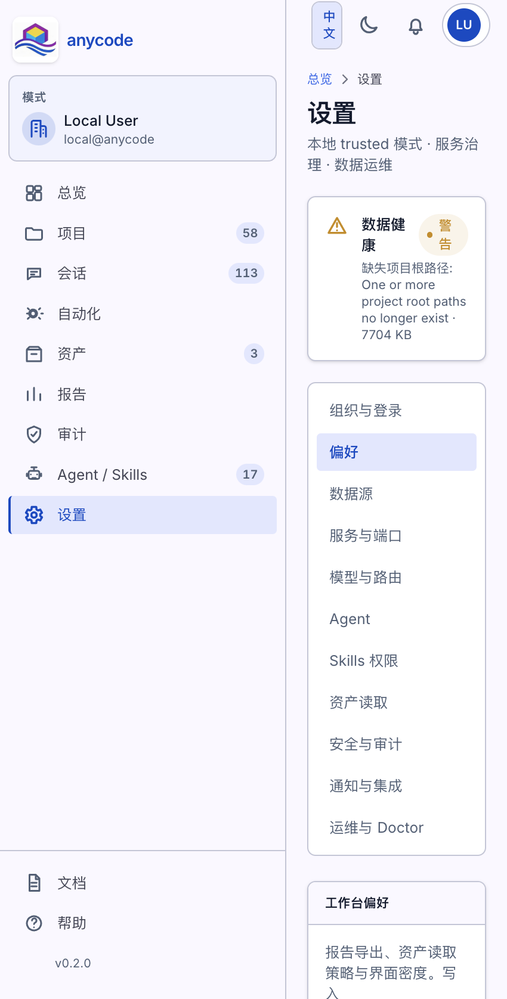 anycode
模式
Local User
local@anycode
总览
项目 58
会话 113
自动化
资产 3
报告
审计
Agent / Skills 17
设置
文档
帮助
v0.2.0
中
文
LU
总览 > 设置
设置
本地 trusted 模式 · 服务治
理 · 数据运维
数据健
康
警
告
缺失项目根路径:
One or more
project root paths
no longer exist ·
7704 KB
组织与登录
偏好
数据源
服务与端口
模型与路由
Agent
Skills 权限
资产读取
安全与审计
通知与集成
运维与 Doctor
工作台偏好
报告导出、资产读取
策略与界面密度。写
入